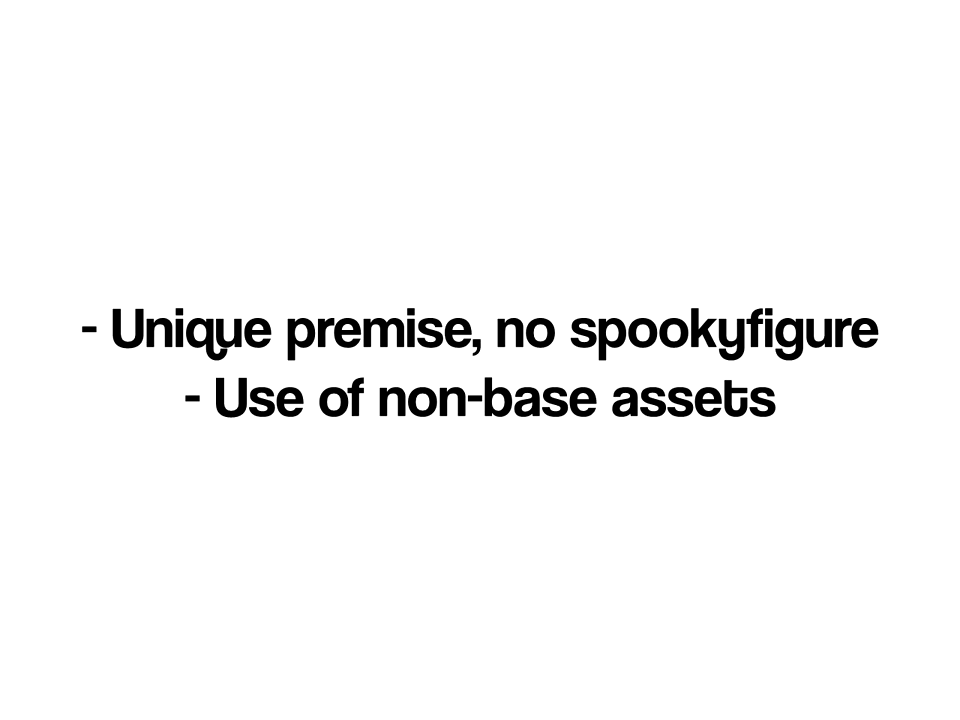 - Unique premise, no spookyfigure
- Use of non-base assets